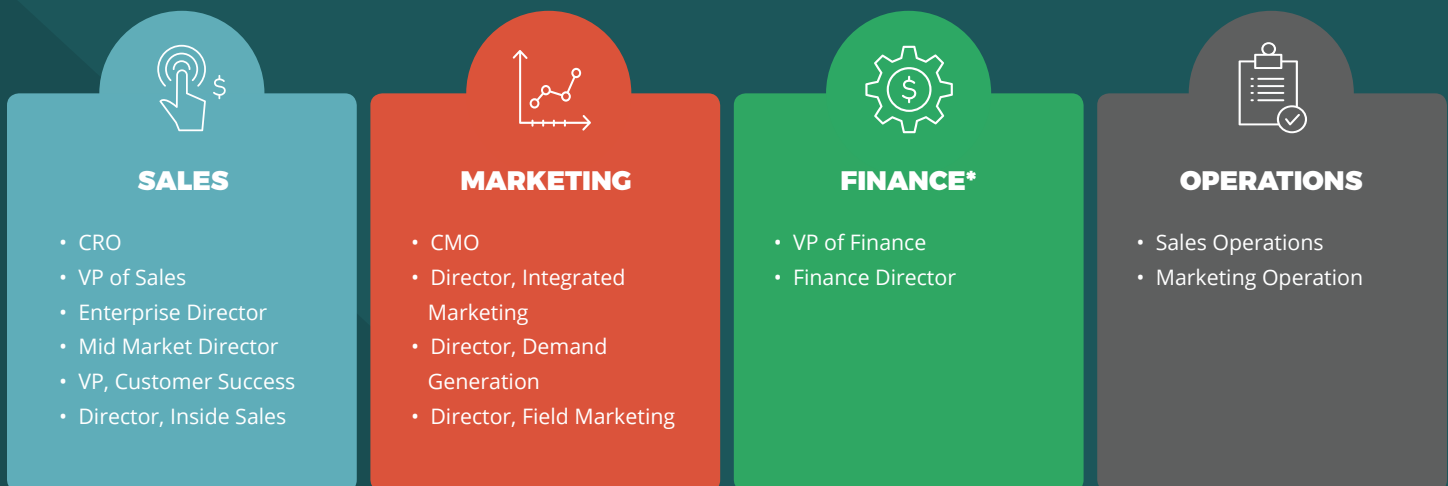 $
$
SALES
• CRO
• VP of Sales
• Enterprise Director
• Mid Market Director
• VP, Customer Success
• Director, Inside Sales
MARKETING
• CMO
• Director, Integrated
Marketing
• Director, Demand
Generation
• Director, Field Marketing
FINANCE*
• VP of Finance
• Finance Director
OPERATIONS
• Sales Operations
• Marketing Operation